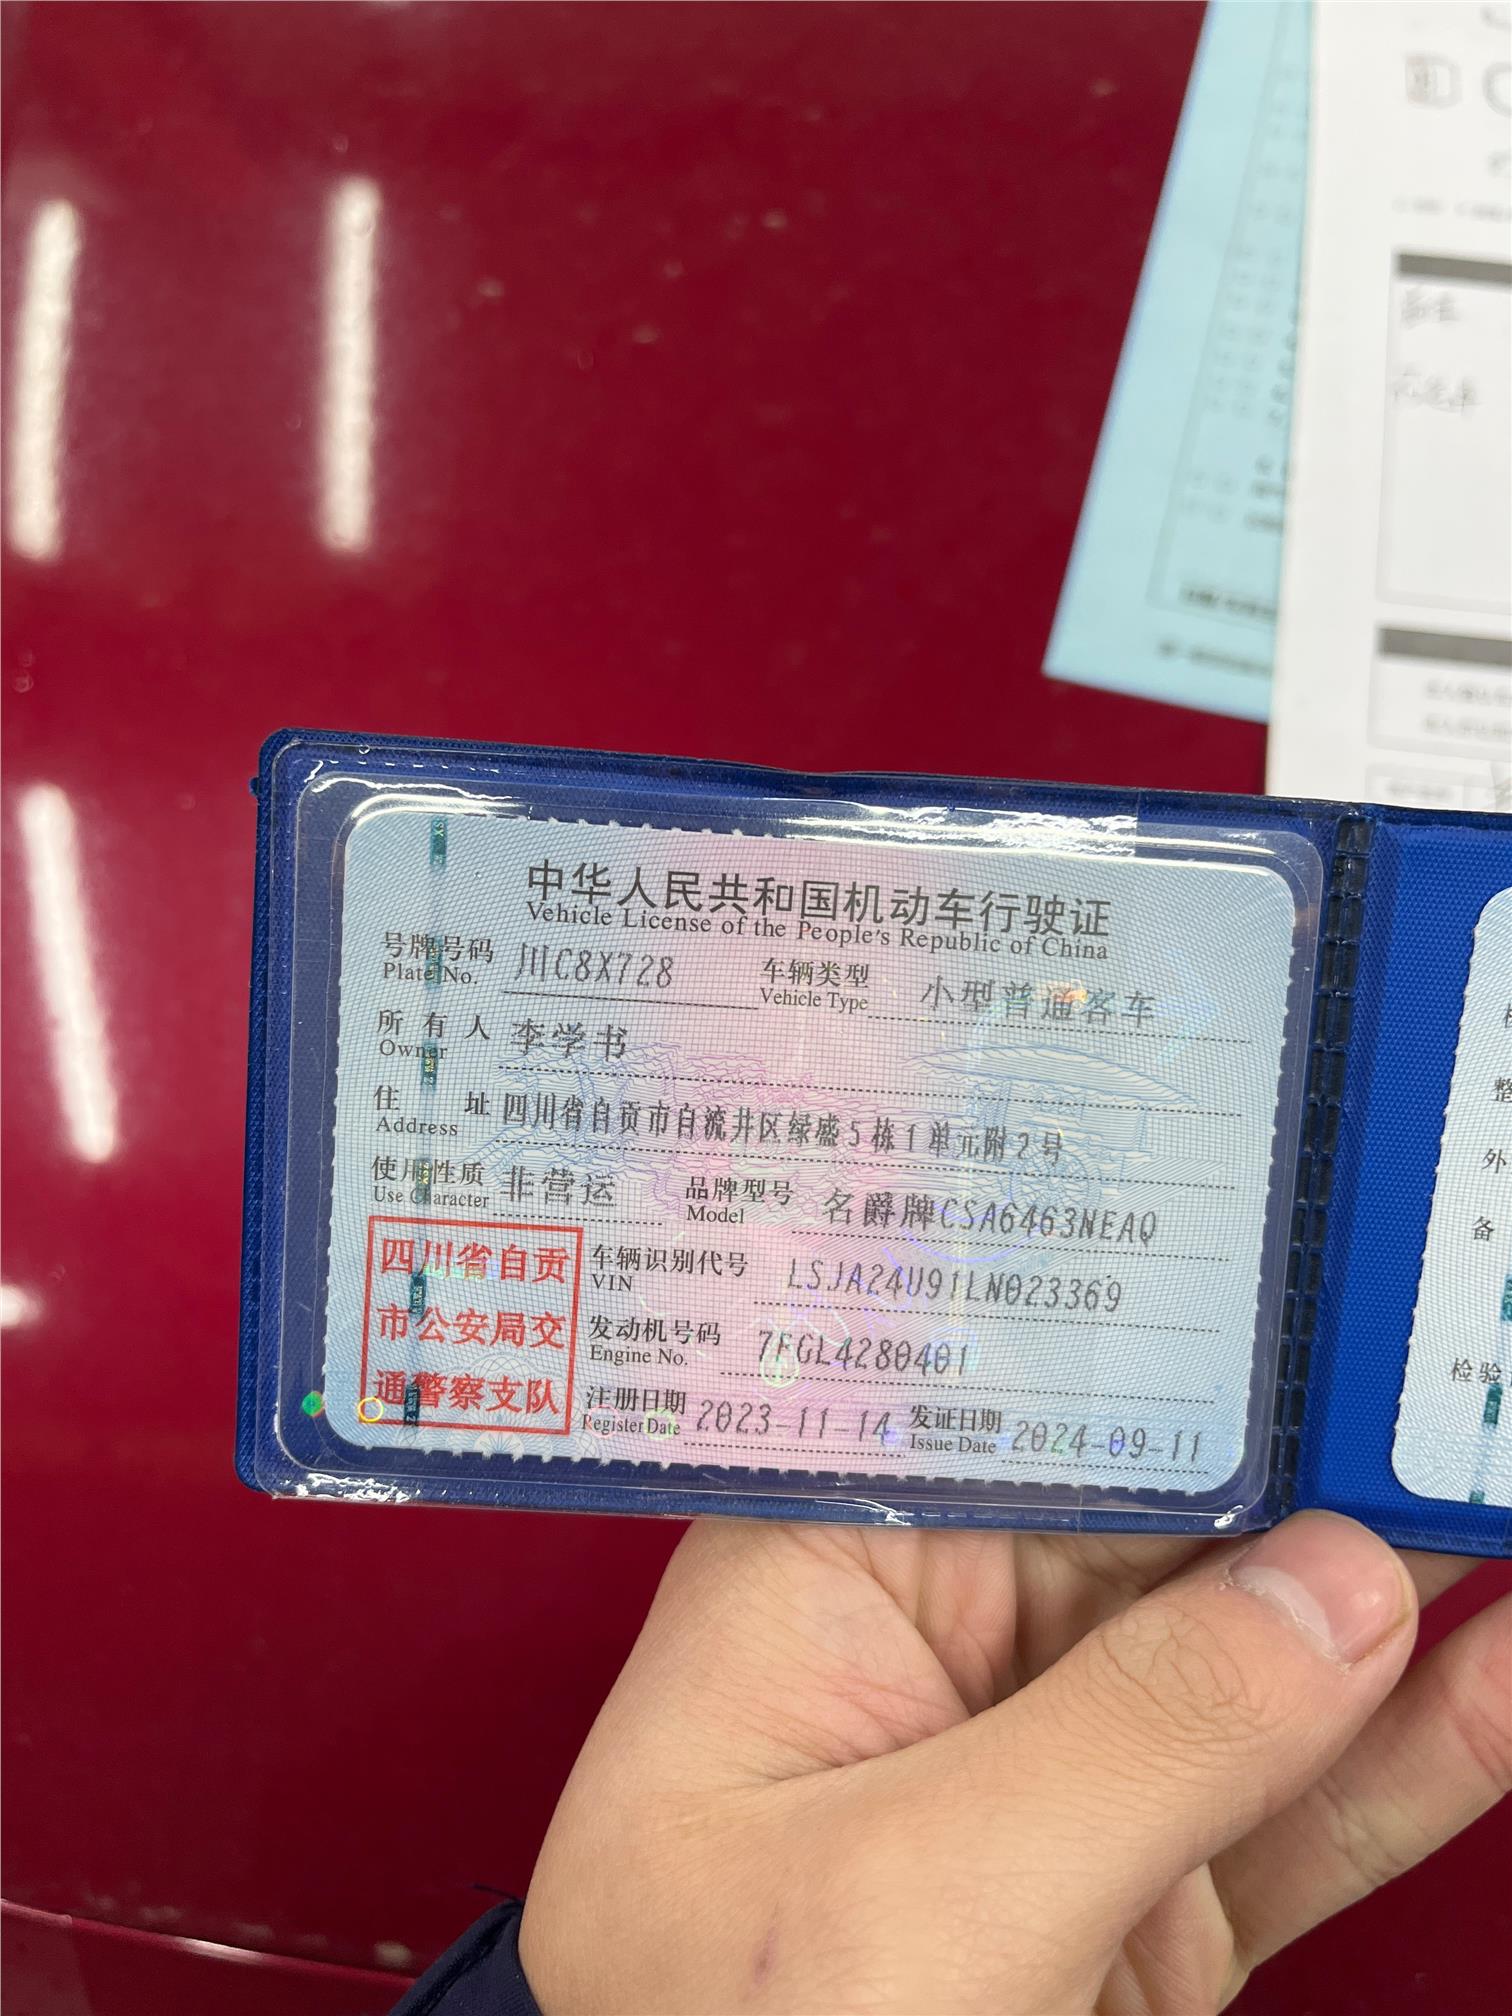 中华人民共和国机动车行驶证
Vehicle License of the People's Republic of China
号牌号码 川C8X728 车辆类型 小型普通客车
Plate No. Vehicle Type
所有人 李学书
Owner
住址 四川省自贡市自流井区绿盛5栋1单元附2号
Address
使用性质 非营运 品牌型号 名爵牌CSA6463NEAQ
Use Character Model
四川省自贡
市公安局交
通警察支队
车辆识别代号 LSJA24U91LN023369
VIN
发动机号码 7FGL4280401
Engine No.
注册日期 2023-11-14 发证日期 2024-09-11
Register Date Issue Date
整
外
备
检验